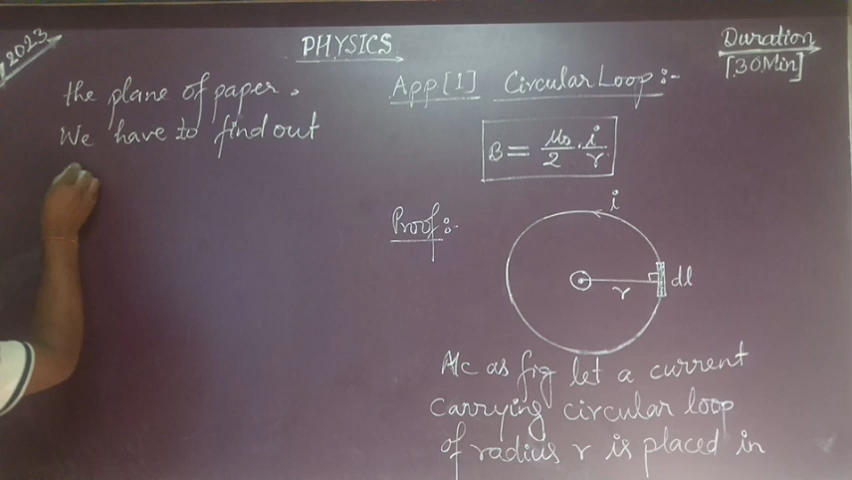 2023
PHYSICS
Duration
[30Min]
the plane of paper.
We have to find out
App[1] Circular Loop:-
B = μ₀/2 · i/r
Proof:-
i
r
dl
A/c as fig let a current
carrying circular loop
of radius r is placed in